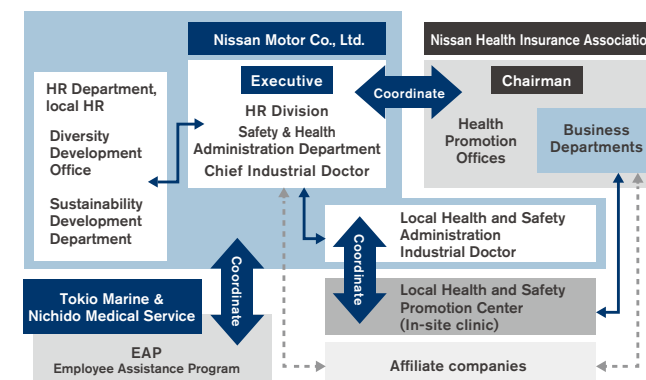 Nissan Motor Co., Ltd.
Nissan Health Insurance Associatio
HR Department,
local HR
Diversity
Development
Office
Sustainability
Development
Department
Executive
HR Division
Safety & Health
Administration Department
Chief Industrial Doctor
Coordinate
Chairman
Health
Promotion
Offices
Business
Departments
Local Health and Safety
Administration
Industrial Doctor
Coordinate
Coordinate
Tokio Marine &
Nichido Medical Service
EAP
Employee Assistance Program
Local Health and Safety
Promotion Center
(In-site clinic)
Affiliate companies